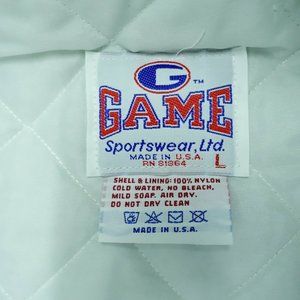 G TM
GAME
Sportswear, Ltd.
MADE IN U.S.A.
RN 81964 L
SHELL & LINING: 100% NYLON
COLD WATER, NO BLEACH,
MILD SOAP. AIR DRY.
DO NOT DRY CLEAN
MADE IN U.S.A.